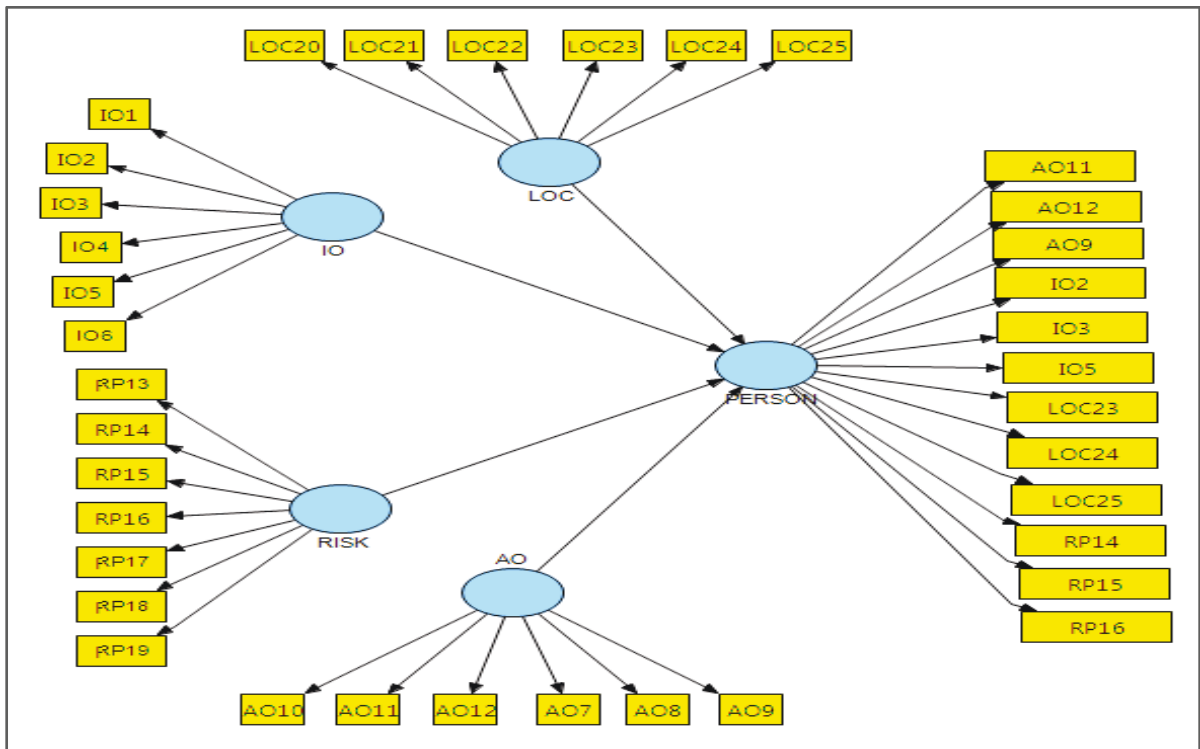 LOC20
LOC21
LOC22
LOC23
LOC24
LOC25
LOC
IO1
IO2
IO3
IO4
IO5
IO6
IO
RP13
RP14
RP15
RP16
RP17
RP18
RP19
RISK
AO
AO10
AO11
AO12
AO7
AO8
AO9
PERSON
AO11
AO12
AO9
IO2
IO3
IO5
LOC23
LOC24
LOC25
RP14
RP15
RP16